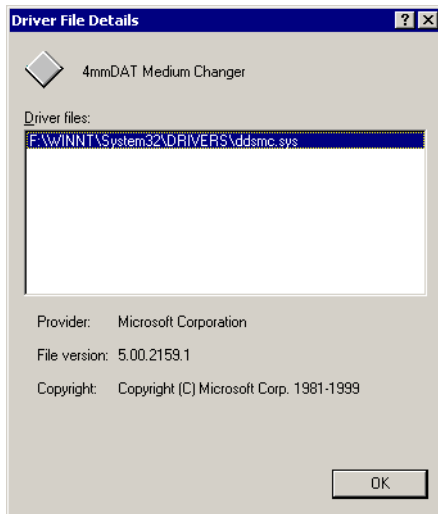 Driver File Details
4mmDAT Medium Changer
Driver files:
F:\WINNT\System32\DRIVERS\ddsmc.sys
Provider: Microsoft Corporation
File version: 5.00.2159.1
Copyright: Copyright (C) Microsoft Corp. 1981-1999
OK